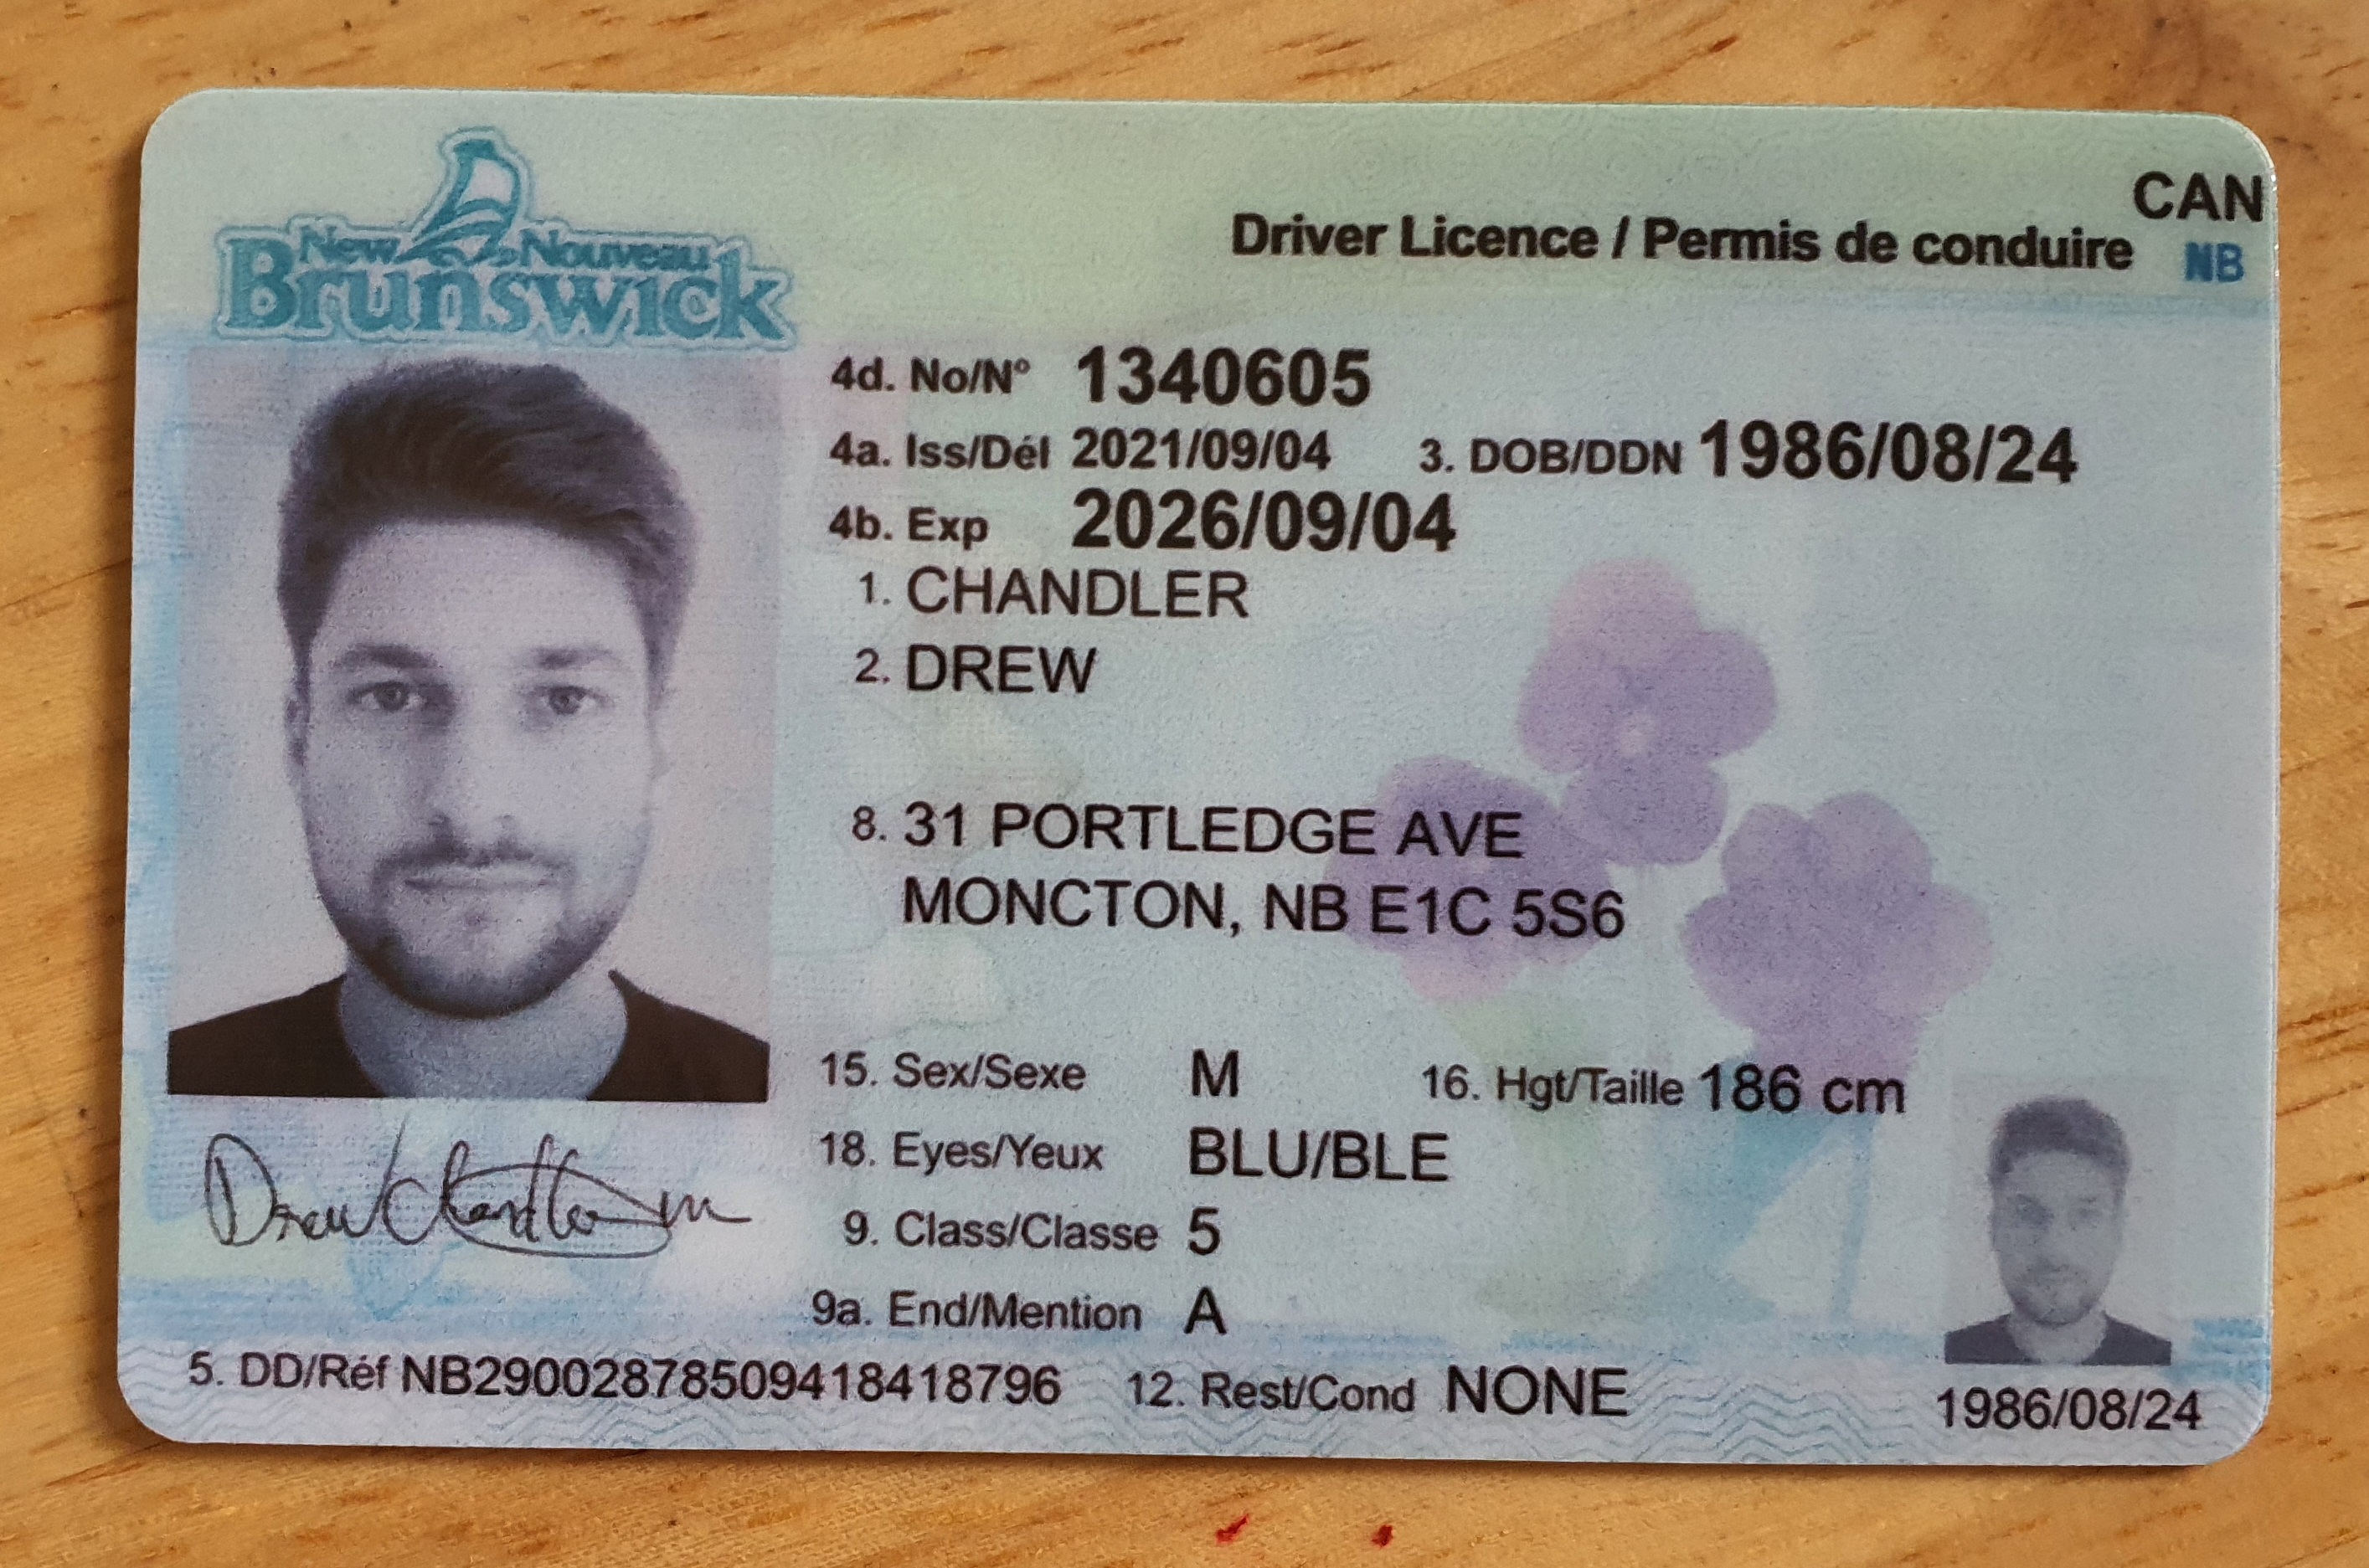 New Nouveau
Brunswick
Driver Licence / Permis de conduire
CAN
NB
4d. No/N° 1340605
4a. Iss/Dél 2021/09/04 3. DOB/DDN 1986/08/24
4b. Exp 2026/09/04
1. CHANDLER
2. DREW
8. 31 PORTLEDGE AVE
MONCTON, NB E1C 5S6
15. Sex/Sexe M 16. Hgt/Taille 186 cm
18. Eyes/Yeux BLU/BLE
9. Class/Classe 5
9a. End/Mention A
Drew Chandler
5. DD/Réf NB29002878509418418796 12. Rest/Cond NONE
1986/08/24